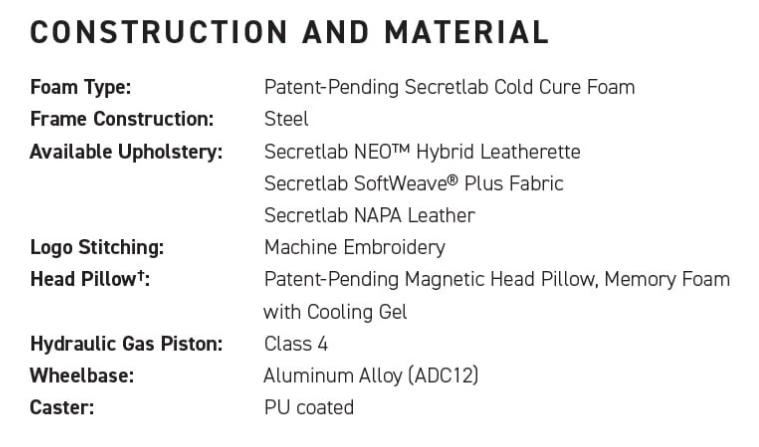 CONSTRUCTION AND MATERIAL
Foam Type: Patent-Pending Secretlab Cold Cure Foam
Frame Construction: Steel
Available Upholstery: Secretlab NEO™ Hybrid Leatherette
Secretlab SoftWeave® Plus Fabric
Secretlab NAPA Leather
Logo Stitching: Machine Embroidery
Head Pillow†: Patent-Pending Magnetic Head Pillow, Memory Foam
with Cooling Gel
Hydraulic Gas Piston: Class 4
Wheelbase: Aluminum Alloy (ADC12)
Caster: PU coated